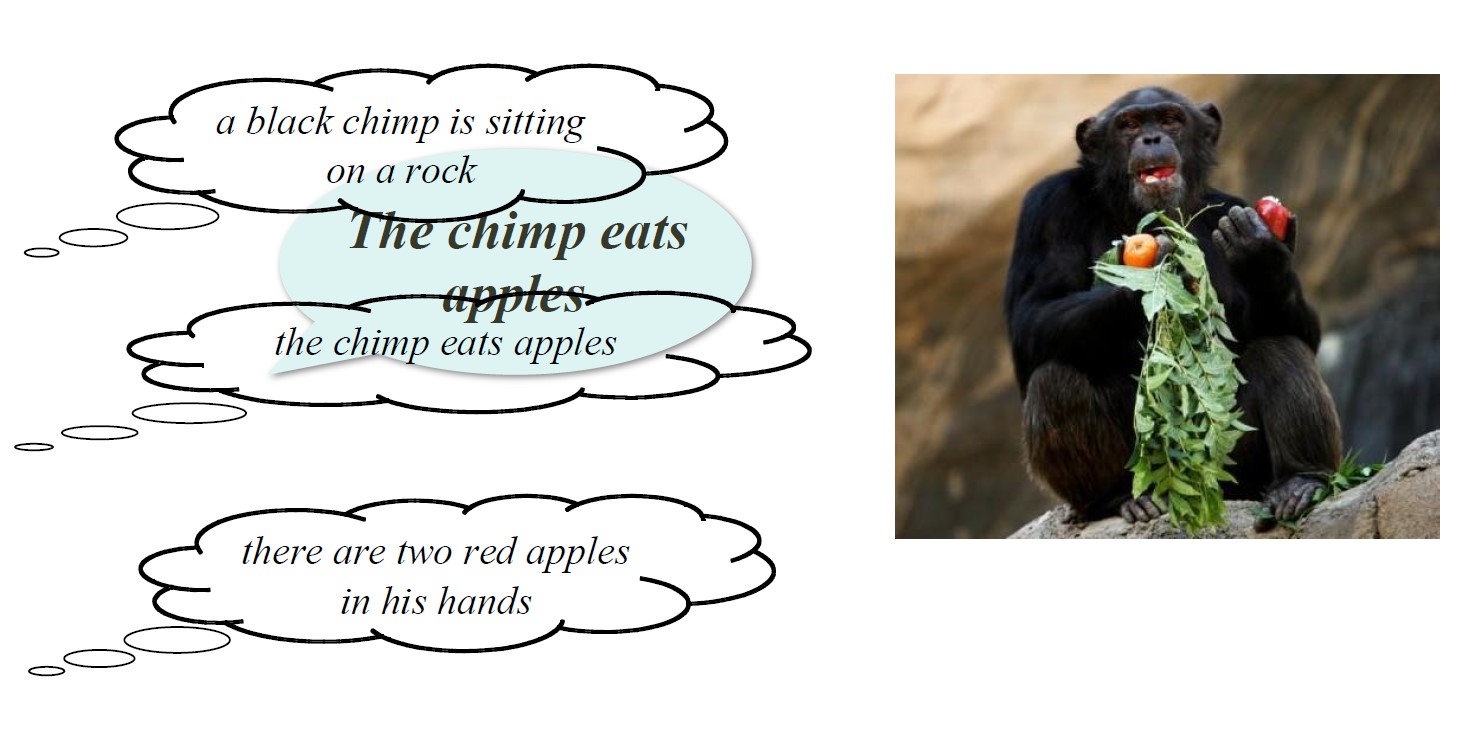 a black chimp is sitting
on a rock
The chimp eats
apples
the chimp eats apples
there are two red apples
in his hands